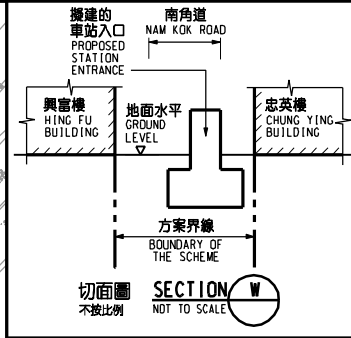 擬建的
車站入口
PROPOSED
STATION
ENTRANCE
南角道
NAM KOK ROAD
興富樓
HING FU
BUILDING
地面水平
GROUND
LEVEL
忠英樓
CHUNG YING
BUILDING
方案界線
BOUNDARY OF
THE SCHEME
切面圖
不按比例
SECTION
NOT TO SCALE
W